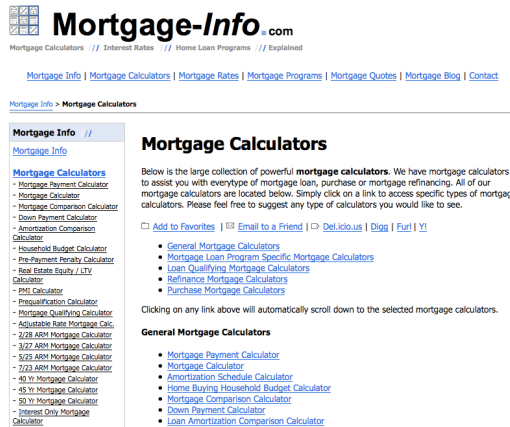 Mortgage-Info.com
Mortgage Calculators /// Interest Rates /// Home Loan Programs /// Explained
Mortgage Info | Mortgage Calculators | Mortgage Rates | Mortgage Programs | Mortgage Quotes | Mortgage Blog | Contact
Mortgage Info > Mortgage Calculators
Mortgage Info ///
Mortgage Info
Mortgage Calculators
- Mortgage Payment Calculator
- Mortgage Calculator
- Mortgage Comparison Calculator
- Down Payment Calculator
- Amortization Comparison
Calculator
- Household Budget Calculator
- Pre-Payment Penalty Calculator
- Real Estate Equity / LTV
Calculator
- PMI Calculator
- Prequalification Calculator
- Mortgage Qualifying Calculator
- Adjustable Rate Mortgage Calc.
- 2/28 ARM Mortgage Calculator
- 3/27 ARM Mortgage Calculator
- 5/25 ARM Mortgage Calculator
- 7/23 ARM Mortgage Calculator
- 40 Yr Mortgage Calculator
- 45 Yr Mortgage Calculator
- 50 Yr Mortgage Calculator
- Interest Only Mortgage
Calculator
Mortgage Calculators
Below is the large collection of powerful mortgage calculators. We have mortgage calculators
to assist you with everytype of mortgage loan, purchase or mortgage refinancing. All of our
mortgage calculators are located below. Simply click on a link to access specific types of mortgag
calculators. Please feel free to suggest any type of calculators you would like to see.
Add to Favorites | Email to a Friend | Del.icio.us | Digg | Furl | Y!
• General Mortgage Calculators
• Mortgage Loan Program Specific Mortgage Calculators
• Loan Qualifying Mortgage Calculators
• Refinance Mortgage Calculators
• Purchase Mortgage Calculators
Clicking on any link above will automatically scroll down to the selected mortgage calculators.
General Mortgage Calculators
• Mortgage Payment Calculator
• Mortgage Calculator
• Amortization Schedule Calculator
• Home Buying Household Budget Calculator
• Mortgage Comparison Calculator
• Down Payment Calculator
• Loan Amortization Comparison Calculator